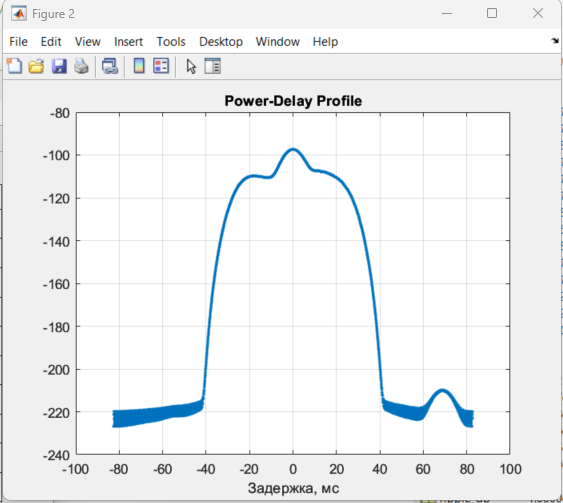 Figure 2
File Edit View Insert Tools Desktop Window Help
Power-Delay Profile
-80
-100
-120
-140
-160
-180
-200
-220
-240
-100 -80 -60 -40 -20 0 20 40 60 80 100
Задержка, мс